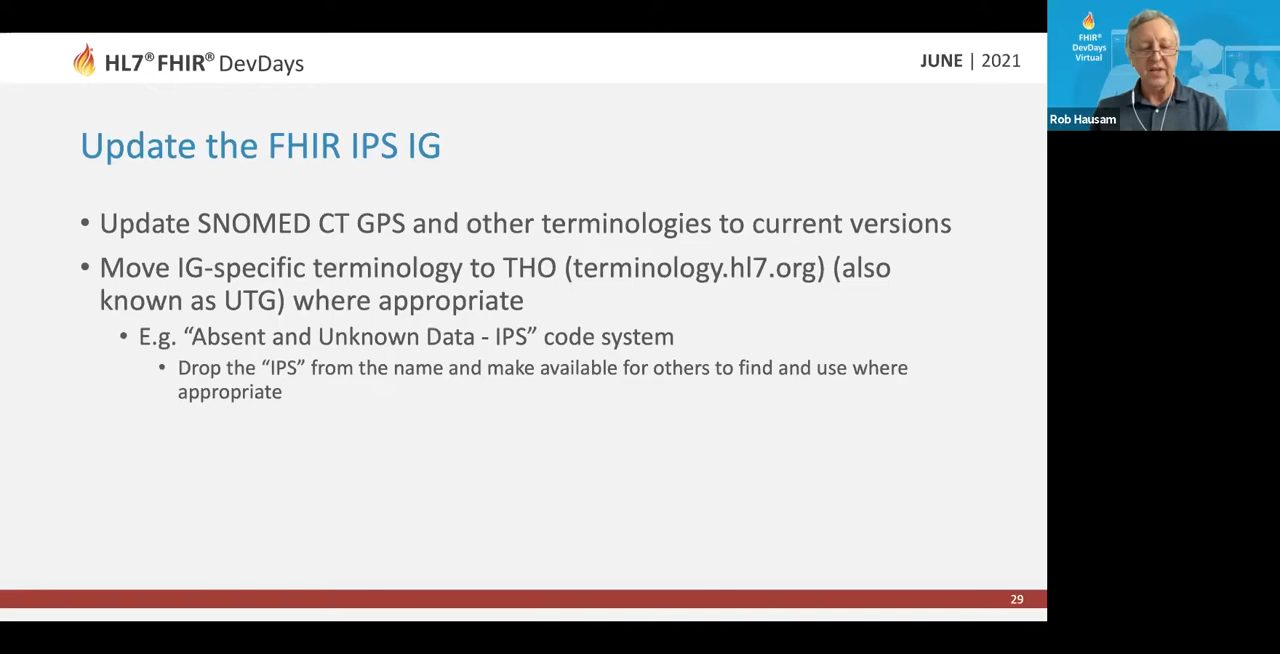 HL7® FHIR® DevDays
JUNE | 2021
Update the FHIR IPS IG
• Update SNOMED CT GPS and other terminologies to current versions
• Move IG-specific terminology to THO (terminology.hl7.org) (also
known as UTG) where appropriate
• E.g. “Absent and Unknown Data - IPS” code system
• Drop the “IPS” from the name and make available for others to find and use where
appropriate
29
FHIR®
DevDays
Virtual
Rob Hausam